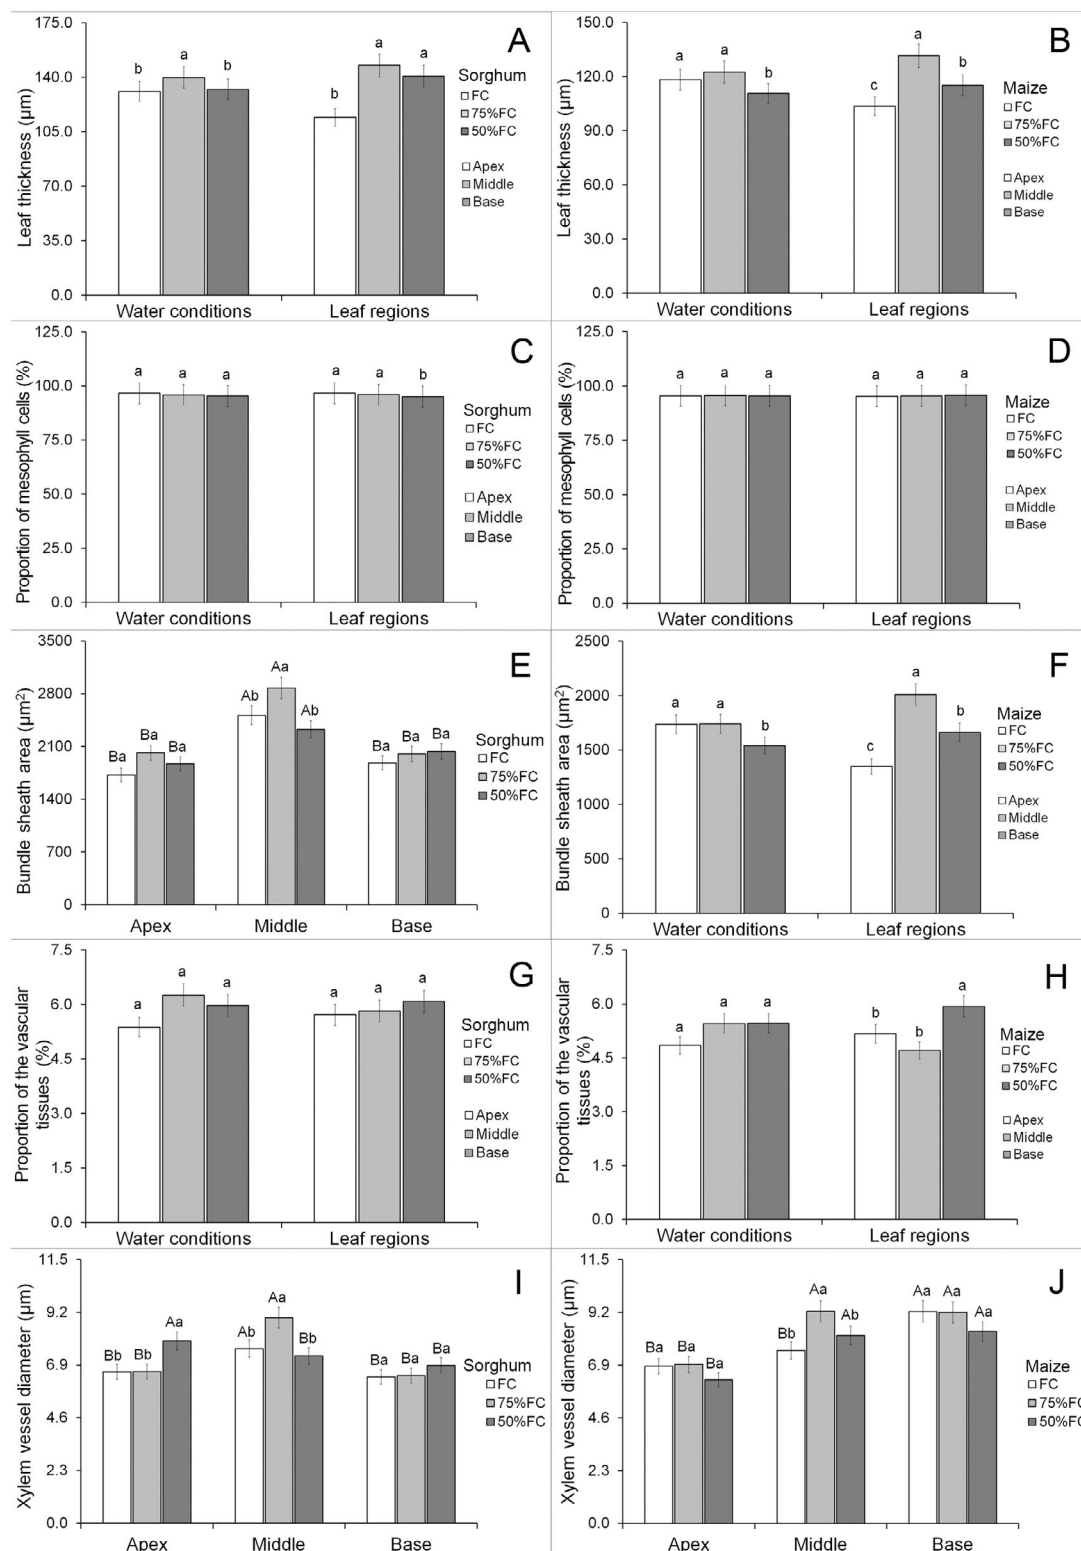 A
Leaf thickness (µm)
175.0
140.0
105.0
70.0
35.0
0.0
b
a
b
b
a
a
Sorghum
FC
75%FC
50%FC
Apex
Middle
Base
Water conditions
Leaf regions
B
Leaf thickness (µm)
150.0
120.0
90.0
60.0
30.0
0.0
a
a
b
c
a
b
Maize
FC
75%FC
50%FC
Apex
Middle
Base
Water conditions
Leaf regions
C
Proportion of mesophyll cells (%)
125.0
100.0
75.0
50.0
25.0
0.0
a
a
a
a
a
b
Sorghum
FC
75%FC
50%FC
Apex
Middle
Base
Water conditions
Leaf regions
D
Proportion of mesophyll cells (%)
125.0
100.0
75.0
50.0
25.0
0.0
a
a
a
a
a
a
Maize
FC
75%FC
50%FC
Apex
Middle
Base
Water conditions
Leaf regions
E
Bundle sheath area (µm²)
3500
2800
2100
1400
700
0
Ba
Ba
Ba
Ab
Aa
Ab
Ba
Ba
Ba
Sorghum
FC
75%FC
50%FC
Apex
Middle
Base
F
Bundle sheath area (µm²)
2500
2000
1500
1000
500
0
a
a
b
c
a
b
Maize
FC
75%FC
50%FC
Apex
Middle
Base
Water conditions
Leaf regions
G
Proportion of the vascular
tissues (%)
7.5
6.0
4.5
3.0
1.5
0.0
a
a
a
a
a
a
Sorghum
FC
75%FC
50%FC
Apex
Middle
Base
Water conditions
Leaf regions
H
Proportion of the vascular
tissues (%)
7.5
6.0
4.5
3.0
1.5
0.0
a
a
a
b
b
a
Maize
FC
75%FC
50%FC
Apex
Middle
Base
Water conditions
Leaf regions
I
Xylem vessel diameter (µm)
11.5
9.2
6.9
4.6
2.3
0.0
Bb
Bb
Aa
Ab
Aa
Bb
Ba
Ba
Ba
Sorghum
FC
75%FC
50%FC
Apex
Middle
Base
J
Xylem vessel diameter (µm)
11.5
9.2
6.9
4.6
2.3
0.0
Ba
Ba
Ba
Bb
Aa
Ab
Aa
Aa
Aa
Maize
FC
75%FC
50%FC
Apex
Middle
Base